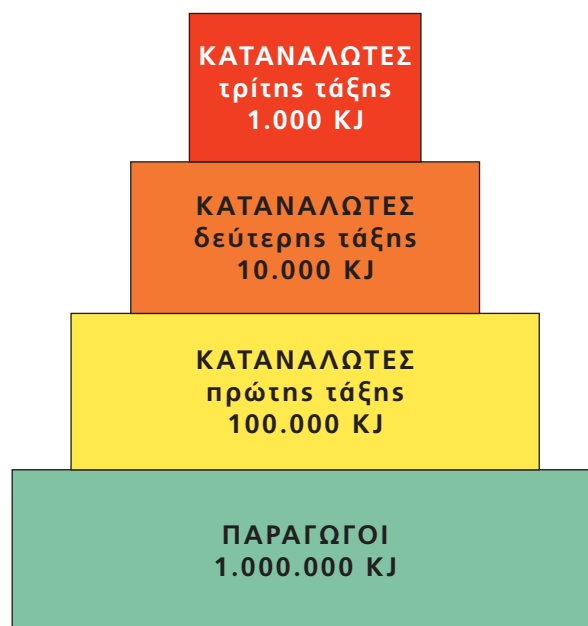 ΚΑΤΑΝΑΛΩΤΕΣ
τρίτης τάξης
1.000 KJ
ΚΑΤΑΝΑΛΩΤΕΣ
δεύτερης τάξης
10.000 KJ
ΚΑΤΑΝΑΛΩΤΕΣ
πρώτης τάξης
100.000 KJ
ΠΑΡΑΓΩΓΟΙ
1.000.000 KJ